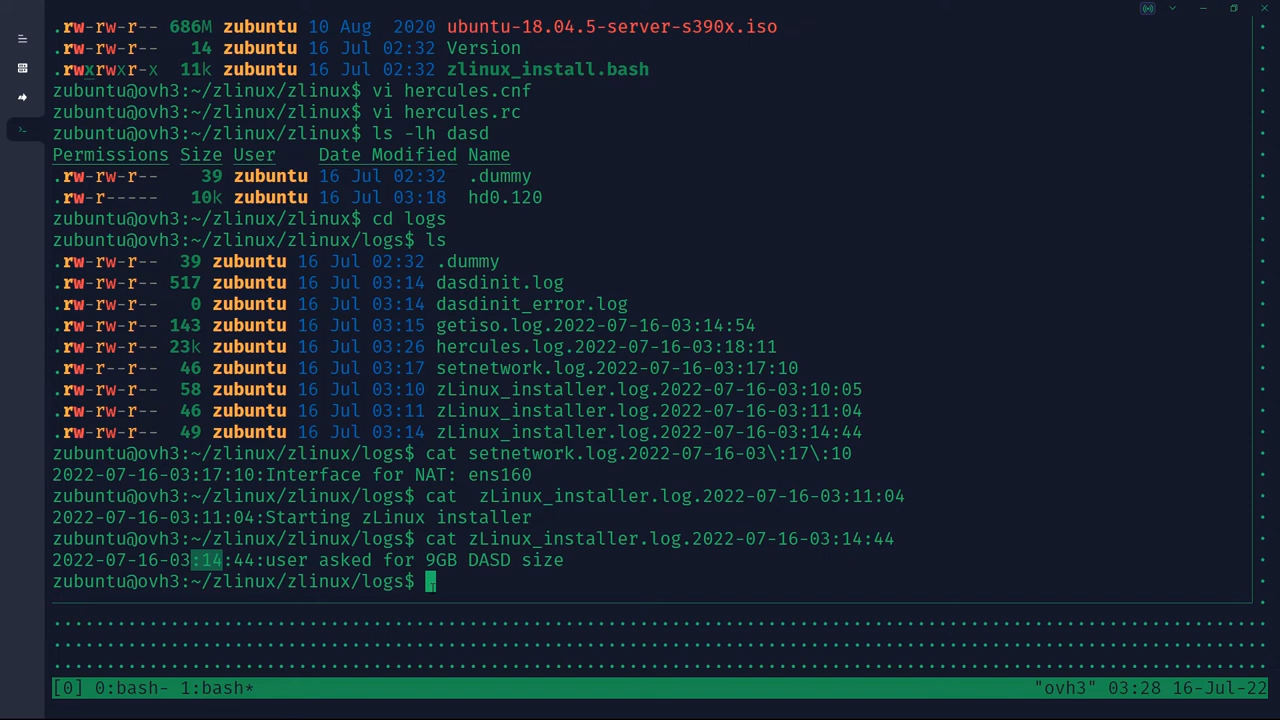 .rw-rw-r-- 686M zubuntu 10 Aug  2020 ubuntu-18.04.5-server-s390x.iso
.rw-rw-r--   14 zubuntu 16 Jul 02:32 Version
.rwxrwxr-x  11k zubuntu 16 Jul 02:32 zlinux_install.bash
zubuntu@ovh3:~/zlinux/zlinux$ vi hercules.cnf
zubuntu@ovh3:~/zlinux/zlinux$ vi hercules.rc
zubuntu@ovh3:~/zlinux/zlinux$ ls -lh dasd
Permissions Size User    Date Modified Name
.rw-rw-r--    39 zubuntu 16 Jul 02:32  .dummy
.rw-r-----   10k zubuntu 16 Jul 03:18  hd0.120
zubuntu@ovh3:~/zlinux/zlinux$ cd logs
zubuntu@ovh3:~/zlinux/zlinux/logs$ ls
.rw-rw-r--  39 zubuntu 16 Jul 02:32 .dummy
.rw-rw-r-- 517 zubuntu 16 Jul 03:14 dasdinit.log
.rw-rw-r--   0 zubuntu 16 Jul 03:14 dasdinit_error.log
.rw-rw-r-- 143 zubuntu 16 Jul 03:15 getiso.log.2022-07-16-03:14:54
.rw-rw-r-- 23k zubuntu 16 Jul 03:26 hercules.log.2022-07-16-03:18:11
.rw-r--r--  46 zubuntu 16 Jul 03:17 setnetwork.log.2022-07-16-03:17:10
.rw-rw-r--  58 zubuntu 16 Jul 03:10 zLinux_installer.log.2022-07-16-03:10:05
.rw-rw-r--  46 zubuntu 16 Jul 03:11 zLinux_installer.log.2022-07-16-03:11:04
.rw-rw-r--  49 zubuntu 16 Jul 03:14 zLinux_installer.log.2022-07-16-03:14:44
zubuntu@ovh3:~/zlinux/zlinux/logs$ cat setnetwork.log.2022-07-16-03\:17\:10
2022-07-16-03:17:10:Interface for NAT: ens160
zubuntu@ovh3:~/zlinux/zlinux/logs$ cat  zLinux_installer.log.2022-07-16-03:11:04
2022-07-16-03:11:04:Starting zLinux installer
zubuntu@ovh3:~/zlinux/zlinux/logs$ cat zLinux_installer.log.2022-07-16-03:14:44
2022-07-16-03:14:44:user asked for 9GB DASD size
zubuntu@ovh3:~/zlinux/zlinux/logs$
[0] 0:bash- 1:bash* "ovh3" 03:28 16-Jul-22